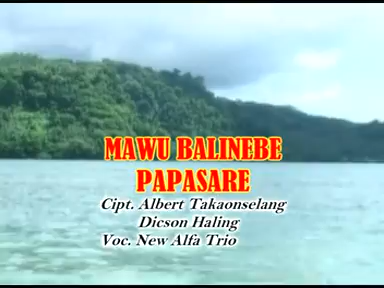 MAWU BALINEBE
PAPASARE
Cipt. Albert Takaonselang
Dicson Haling
Voc. New Alfa Trio